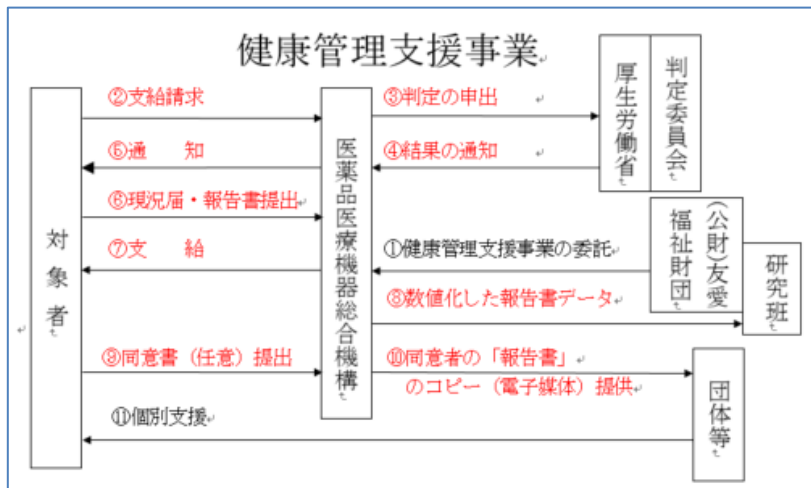 健康管理支援事業
対象者
②支給請求
⑥通　　知
⑥現況届・報告書提出
⑦支　　給
⑨同意書（任意）提出
⑪個別支援
医薬品医療機器総合機構
③判定の申出
④結果の通知
①健康管理支援事業の委託
⑧数値化した報告書データ
⑩同意者の「報告書」
のコピー（電子媒体）提供
厚生労働省
判定委員会
(公財)友愛
福祉財団
研究班
団体等